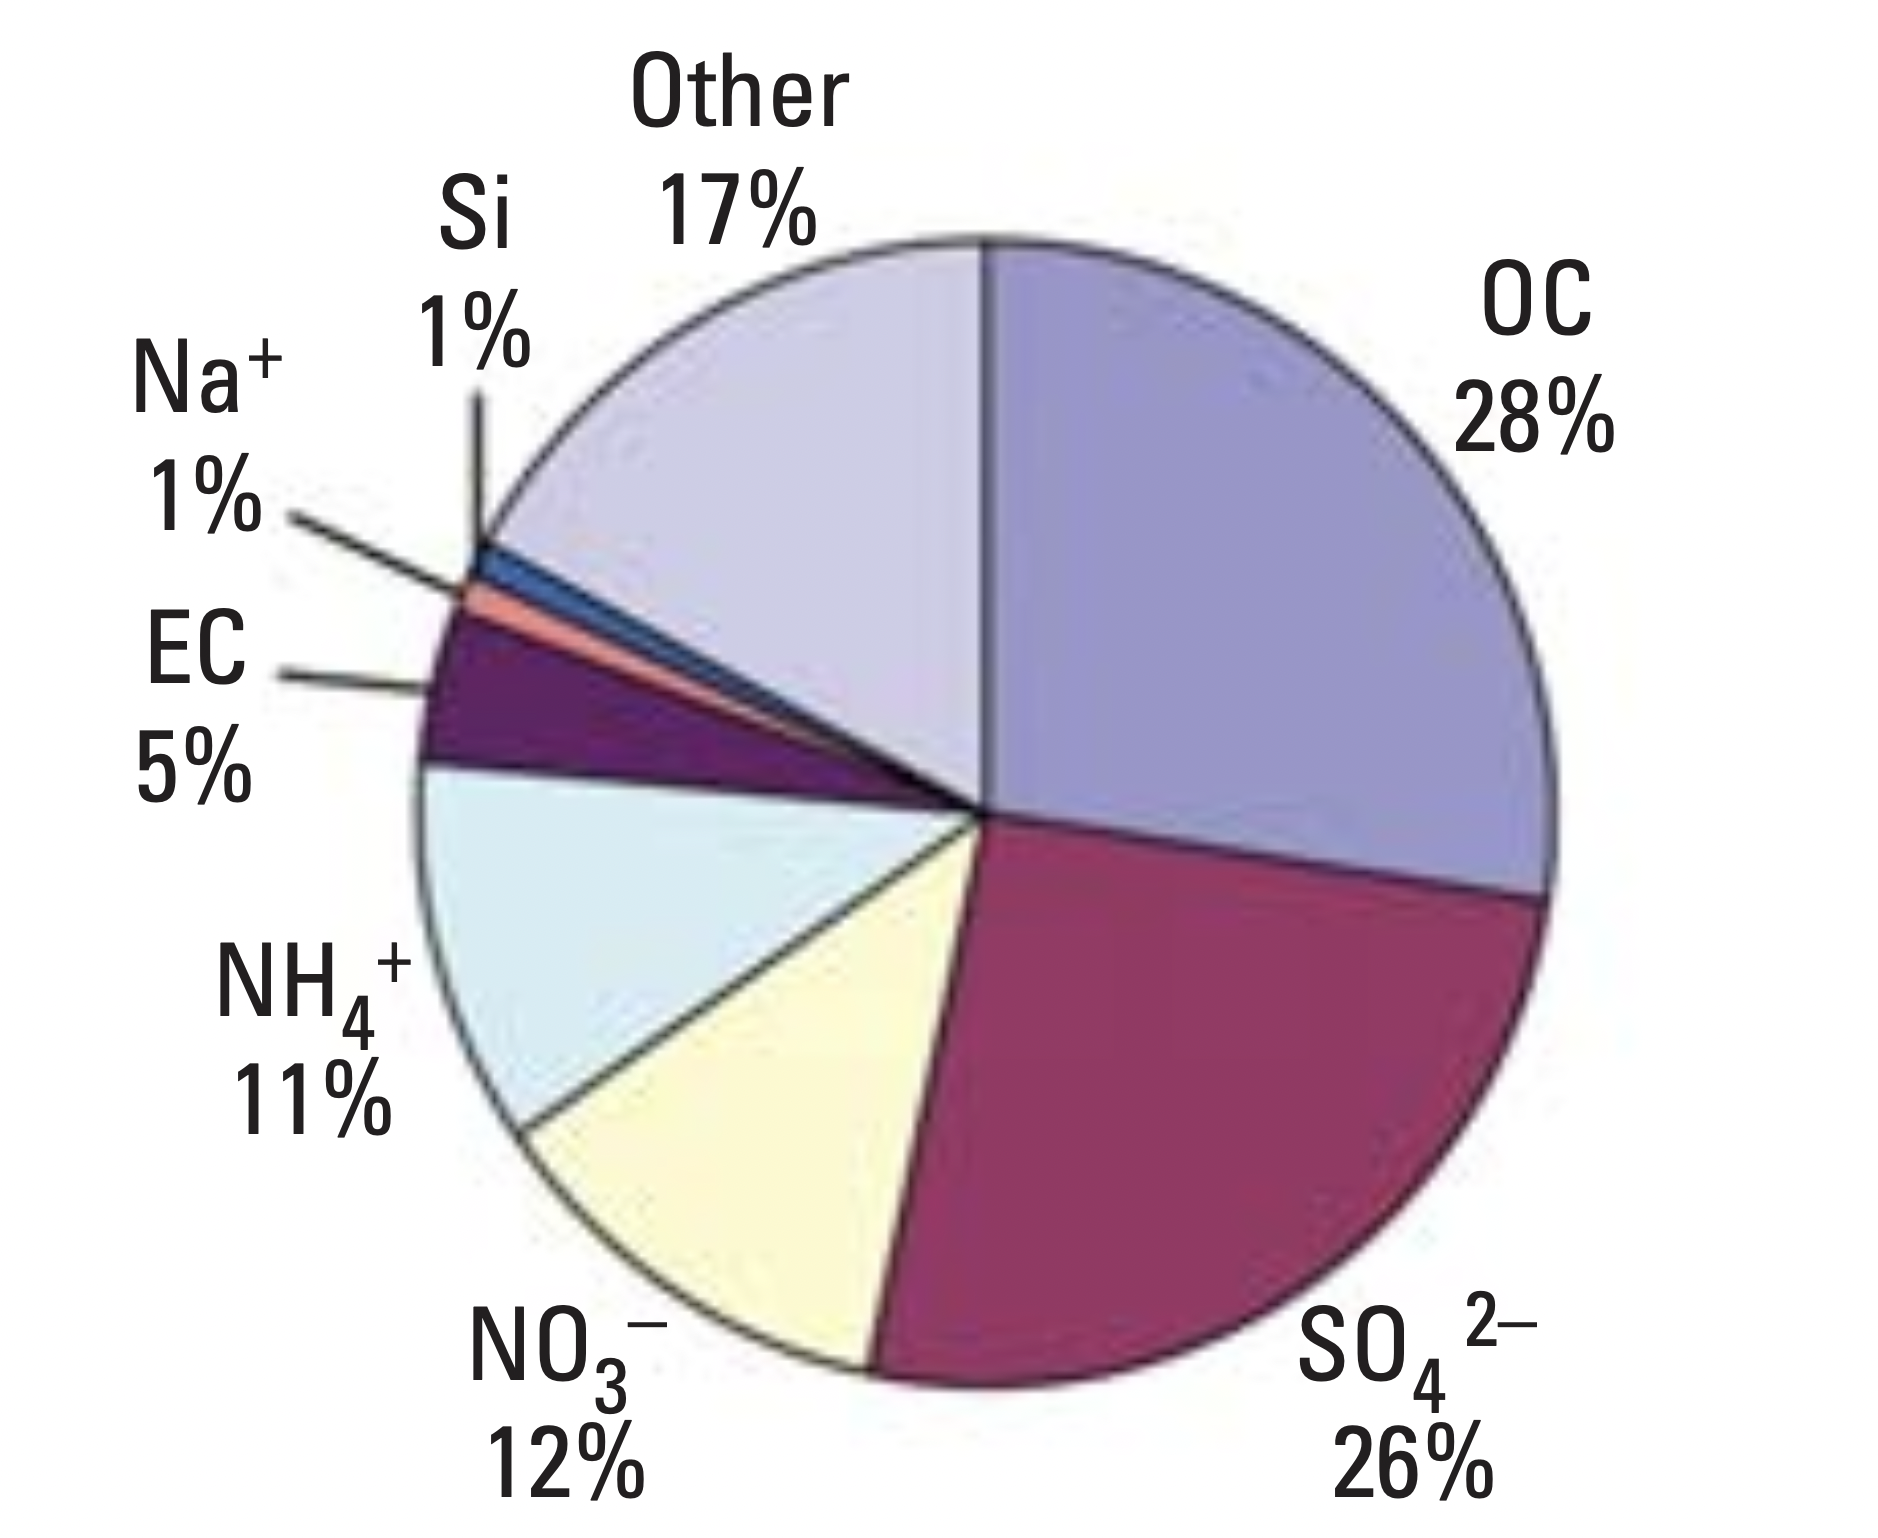 Other
17%
Si
1%
OC
28%
Na⁺
1%
EC
5%
NH₄⁺
11%
NO₃⁻
12%
SO₄²⁻
26%